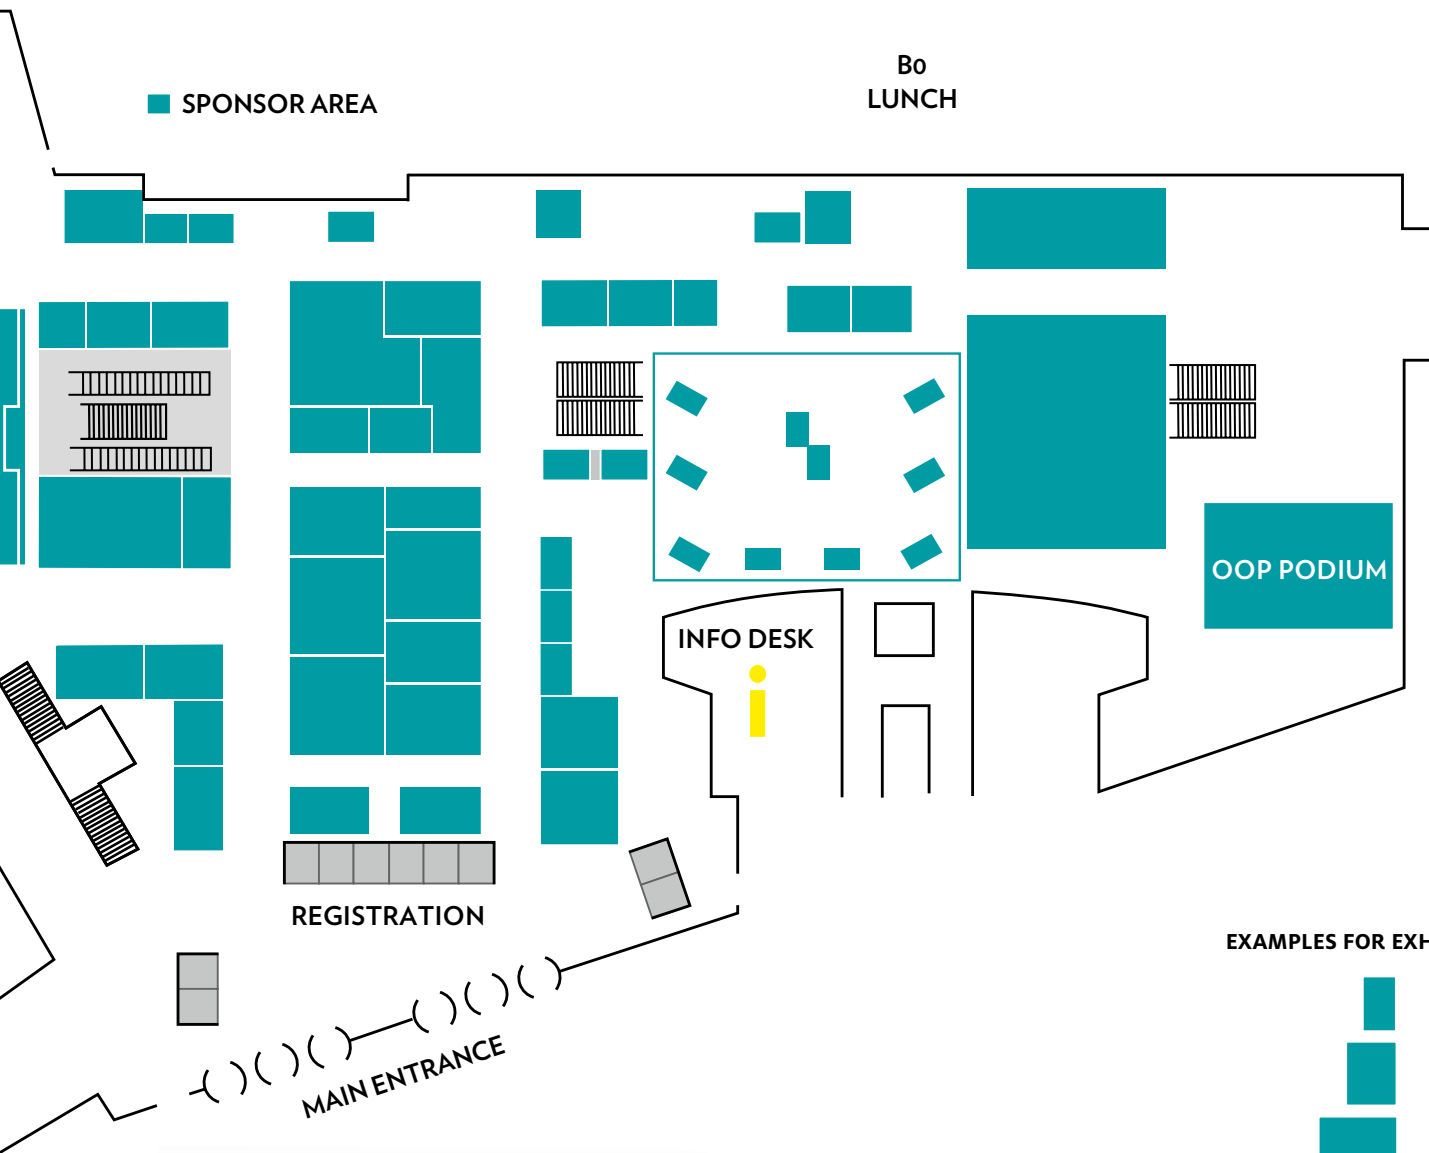 B0
LUNCH
SPONSOR AREA
OOP PODIUM
INFO DESK
REGISTRATION
MAIN ENTRANCE
EXAMPLES FOR EXH